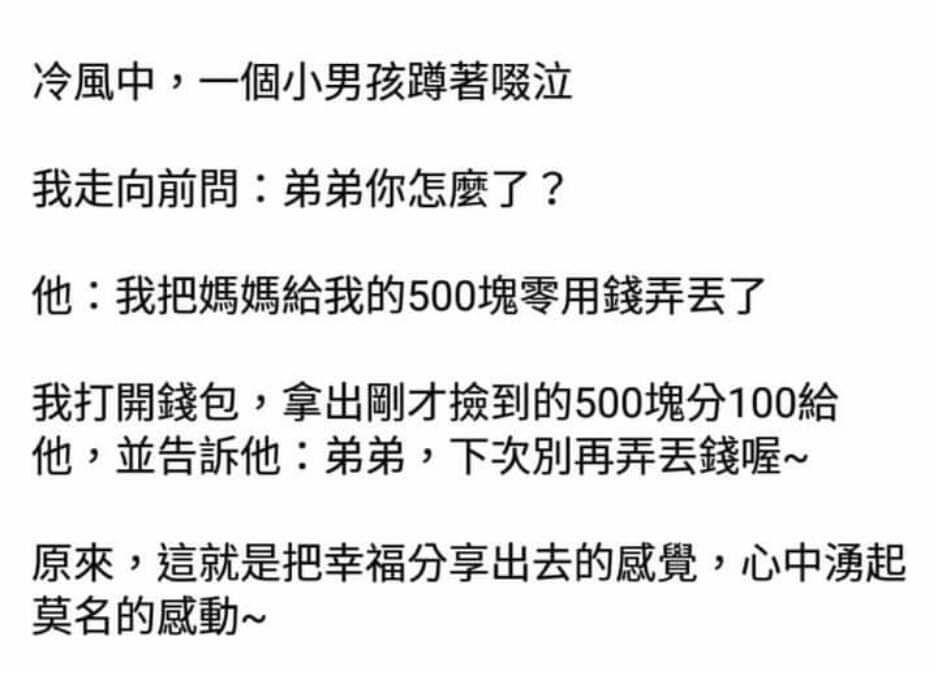 冷風中，一個小男孩蹲著啜泣
我走向前問：弟弟你怎麼了？
他：我把媽媽給我的500塊零用錢弄丟了
我打開錢包，拿出剛才撿到的500塊分100給
他，並告訴他：弟弟，下次別再弄丟錢喔~
原來，這就是把幸福分享出去的感覺，心中湧起
莫名的感動~